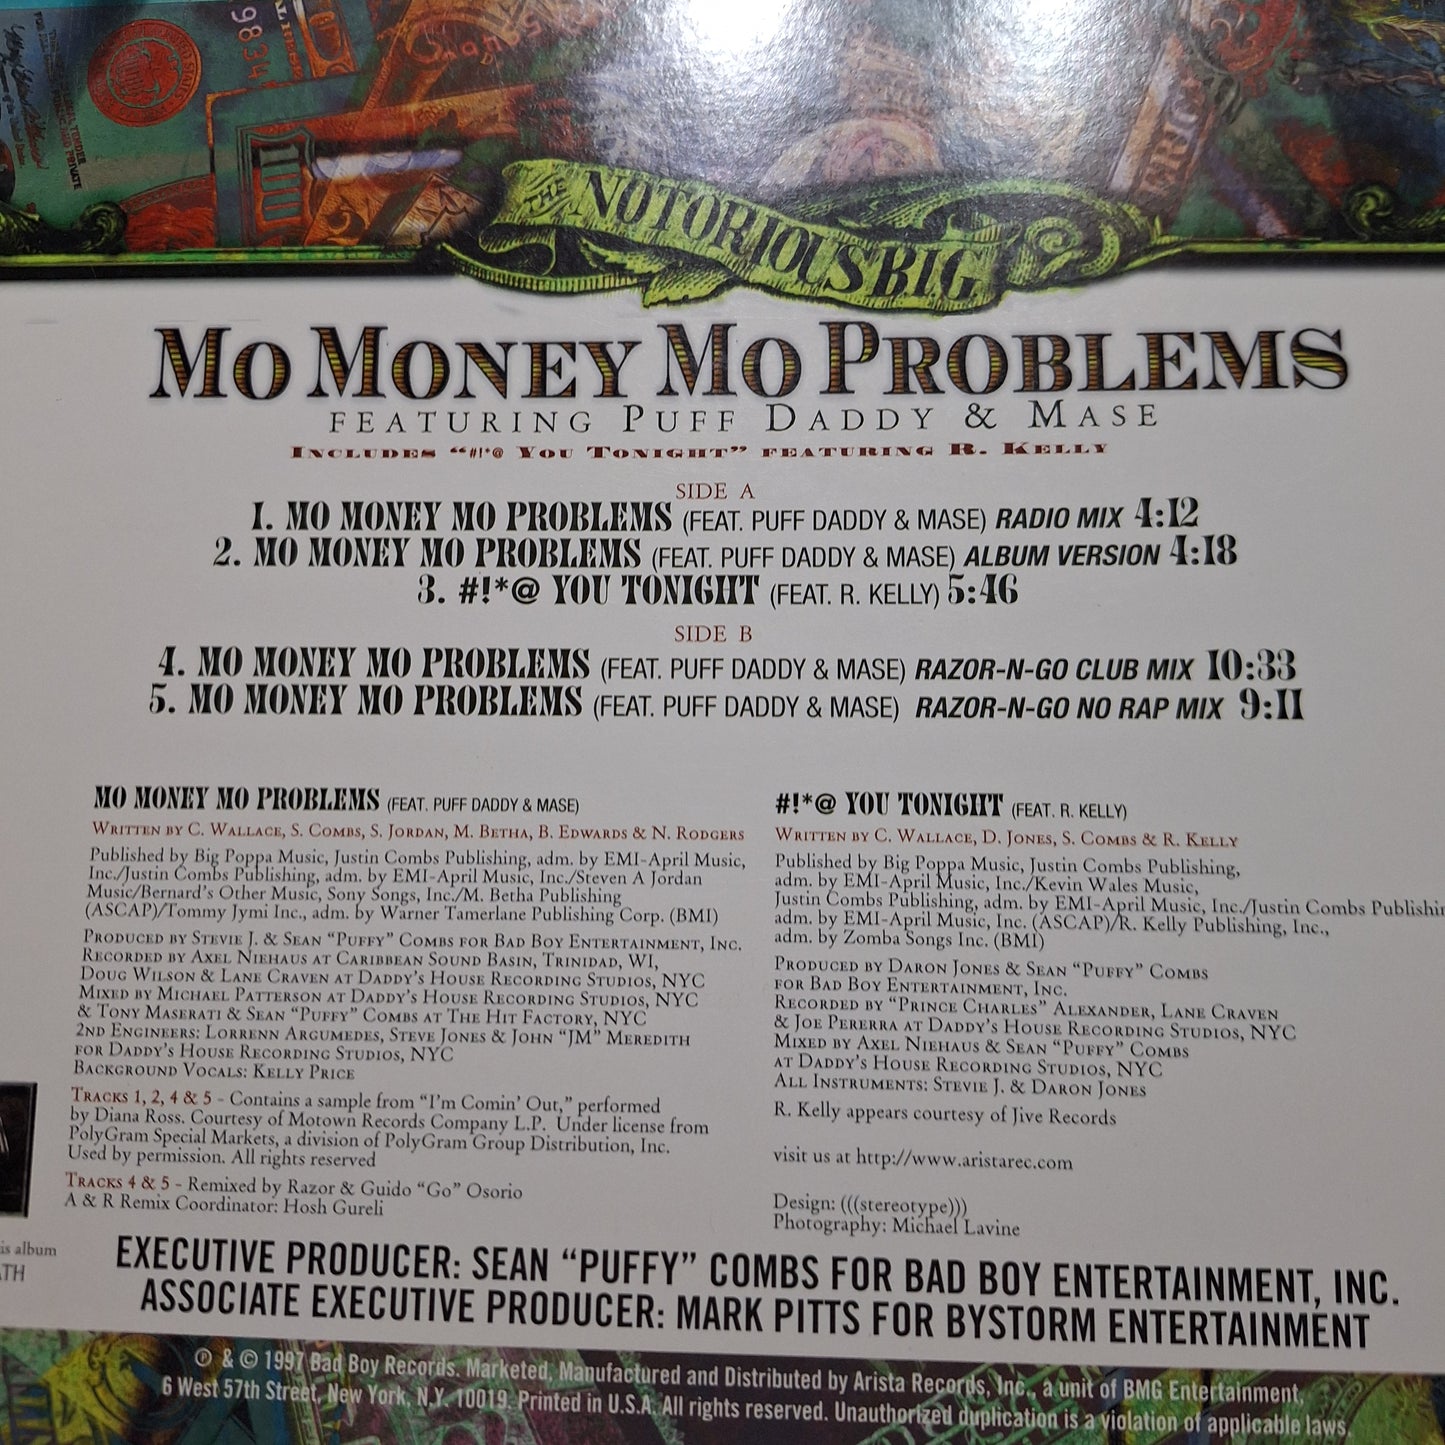 9834
THIS
FOR ALL
TENDER
AND PRIVATE
100
THE NOTORIOUS BIG
MO MONEY MO PROBLEMS
FEATURING PUFF DADDY & MASE
INCLUDES "#!*@ YOU TONIGHT" FEATURING R. KELLY
SIDE A
1. MO MONEY MO PROBLEMS (FEAT. PUFF DADDY & MASE) RADIO MIX 4:12
2. MO MONEY MO PROBLEMS (FEAT. PUFF DADDY & MASE) ALBUM VERSION 4:18
3. #!*@ YOU TONIGHT (FEAT. R. KELLY) 5:46
SIDE B
4. MO MONEY MO PROBLEMS (FEAT. PUFF DADDY & MASE) RAZOR-N-GO CLUB MIX 10:33
5. MO MONEY MO PROBLEMS (FEAT. PUFF DADDY & MASE) RAZOR-N-GO NO RAP MIX 9:11
MO MONEY MO PROBLEMS (FEAT. PUFF DADDY & MASE)
WRITTEN BY C. WALLACE, S. COMBS, S. JORDAN, M. BETHA, B. EDWARDS & N. RODGERS
Published by Big Poppa Music, Justin Combs Publishing, adm. by EMI-April Music,
Inc./Justin Combs Publishing, adm. by EMI-April Music, Inc./Steven A Jordan
Music/Bernard's Other Music, Sony Songs, Inc./M. Betha Publishing
(ASCAP)/Tommy Jymi Inc., adm. by Warner Tamerlane Publishing Corp. (BMI)
PRODUCED BY STEVIE J. & SEAN "PUFFY" COMBS FOR BAD BOY ENTERTAINMENT, INC.
RECORDED BY AXEL NIEHAUS AT CARIBBEAN SOUND BASIN, TRINIDAD, WI,
DOUG WILSON & LANE CRAVEN AT DADDY'S HOUSE RECORDING STUDIOS, NYC
MIXED BY MICHAEL PATTERSON AT DADDY'S HOUSE RECORDING STUDIOS, NYC
& TONY MASERATI & SEAN "PUFFY" COMBS AT THE HIT FACTORY, NYC
2ND ENGINEERS: LORRENN ARGUMEDES, STEVE JONES & JOHN "JM" MEREDITH
FOR DADDY'S HOUSE RECORDING STUDIOS, NYC
BACKGROUND VOCALS: KELLY PRICE
TRACKS 1, 2, 4 & 5 - Contains a sample from "I'm Comin' Out," performed
by Diana Ross. Courtesy of Motown Records Company L.P. Under license from
PolyGram Special Markets, a division of PolyGram Group Distribution, Inc.
Used by permission. All rights reserved
TRACKS 4 & 5 - Remixed by Razor & Guido "Go" Osorio
A & R Remix Coordinator: Hosh Gureli
#!*@ YOU TONIGHT (FEAT. R. KELLY)
WRITTEN BY C. WALLACE, D. JONES, S. COMBS & R. KELLY
Published by Big Poppa Music, Justin Combs Publishing,
adm. by EMI-April Music, Inc./Kevin Wales Music,
Justin Combs Publishing, adm. by EMI-April Music, Inc./Justin Combs Publishin
adm. by EMI-April Music, Inc. (ASCAP)/R. Kelly Publishing, Inc.,
adm. by Zomba Songs Inc. (BMI)
PRODUCED BY DARON JONES & SEAN "PUFFY" COMBS
FOR BAD BOY ENTERTAINMENT, INC.
RECORDED BY "PRINCE CHARLES" ALEXANDER, LANE CRAVEN
& JOE PERERRA AT DADDY'S HOUSE RECORDING STUDIOS, NYC
MIXED BY AXEL NIEHAUS & SEAN "PUFFY" COMBS
AT DADDY'S HOUSE RECORDING STUDIOS, NYC
ALL INSTRUMENTS: STEVIE J. & DARON JONES
R. Kelly appears courtesy of Jive Records
visit us at http://www.aristarec.com
Design: (((stereotype)))
Photography: Michael Lavine
is album
ATH
EXECUTIVE PRODUCER: SEAN "PUFFY" COMBS FOR BAD BOY ENTERTAINMENT, INC.
ASSOCIATE EXECUTIVE PRODUCER: MARK PITTS FOR BYSTORM ENTERTAINMENT
℗ & © 1997 Bad Boy Records. Marketed, Manufactured and Distributed by Arista Records, Inc., a unit of BMG Entertainment,
6 West 57th Street, New York, N.Y. 10019. Printed in U.S.A. All rights reserved. Unauthorized duplication is a violation of applicable laws.